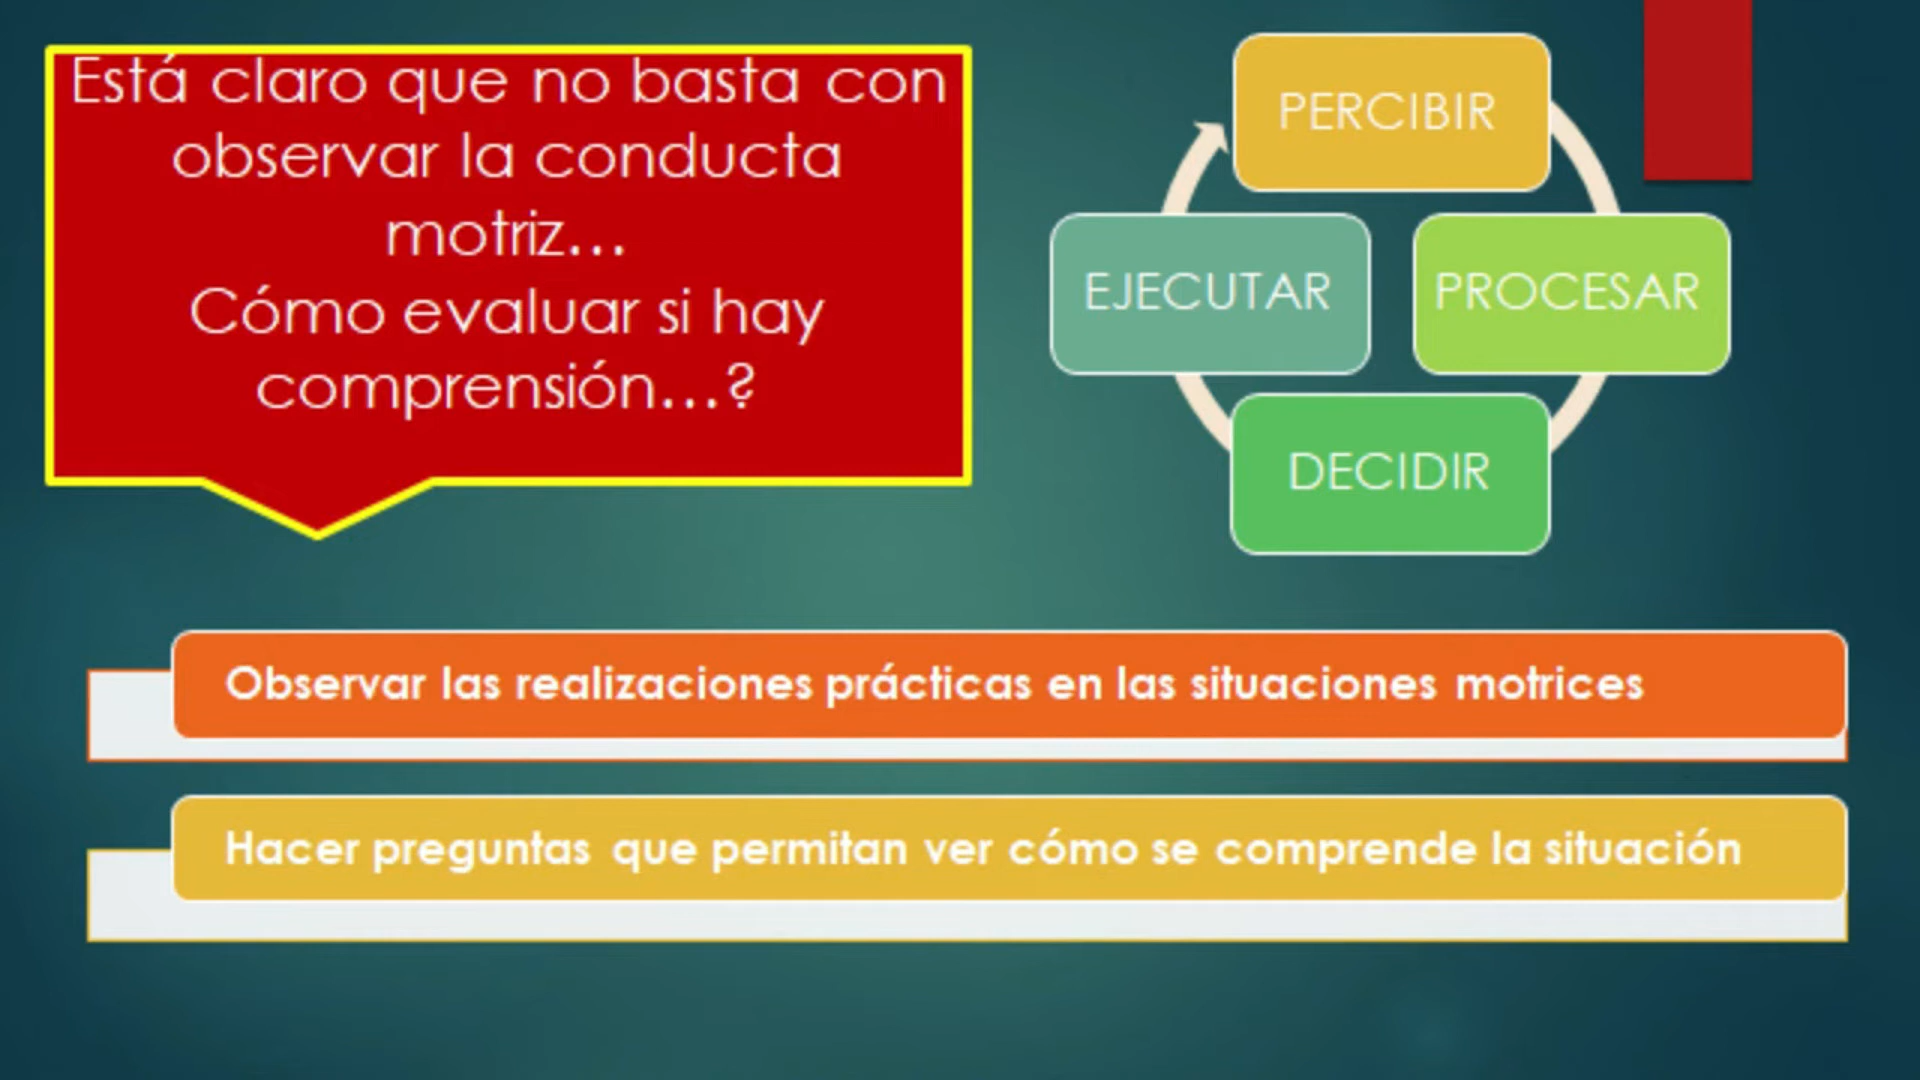 Está claro que no basta con
observar la conducta
motriz...
Cómo evaluar si hay
comprensión...?
PERCIBIR
PROCESAR
DECIDIR
EJECUTAR
Observar las realizaciones prácticas en las situaciones motrices
Hacer preguntas que permitan ver cómo se comprende la situación